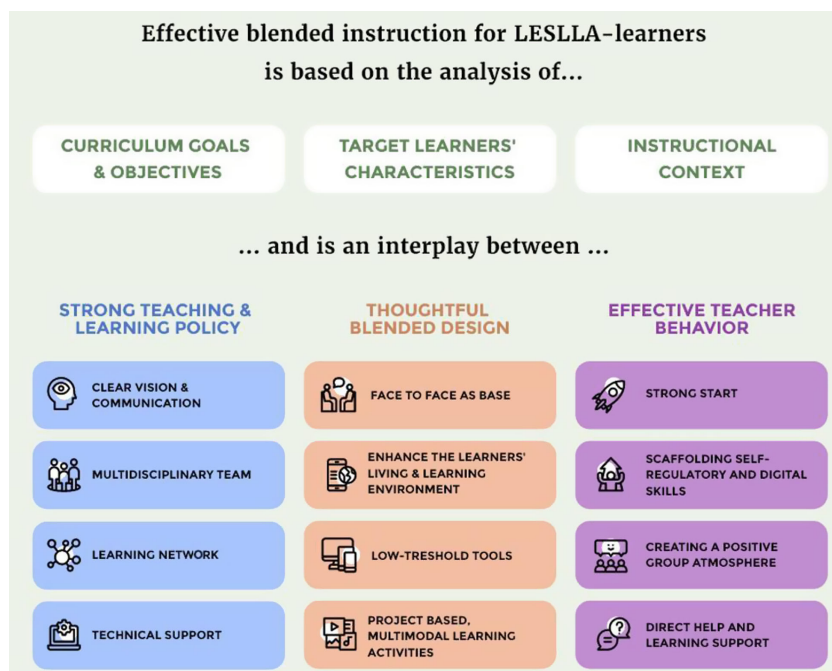 Effective blended instruction for LESLLA-learners
is based on the analysis of...
CURRICULUM GOALS
& OBJECTIVES
TARGET LEARNERS'
CHARACTERISTICS
INSTRUCTIONAL
CONTEXT
... and is an interplay between ...
STRONG TEACHING &
LEARNING POLICY
CLEAR VISION &
COMMUNICATION
MULTIDISCIPLINARY TEAM
LEARNING NETWORK
TECHNICAL SUPPORT
THOUGHTFUL
BLENDED DESIGN
FACE TO FACE AS BASE
ENHANCE THE LEARNERS'
LIVING & LEARNING
ENVIRONMENT
LOW-TRESHOLD TOOLS
PROJECT BASED,
MULTIMODAL LEARNING
ACTIVITIES
EFFECTIVE TEACHER
BEHAVIOR
STRONG START
SCAFFOLDING SELF-
REGULATORY AND DIGITAL
SKILLS
CREATING A POSITIVE
GROUP ATMOSPHERE
DIRECT HELP AND
LEARNING SUPPORT